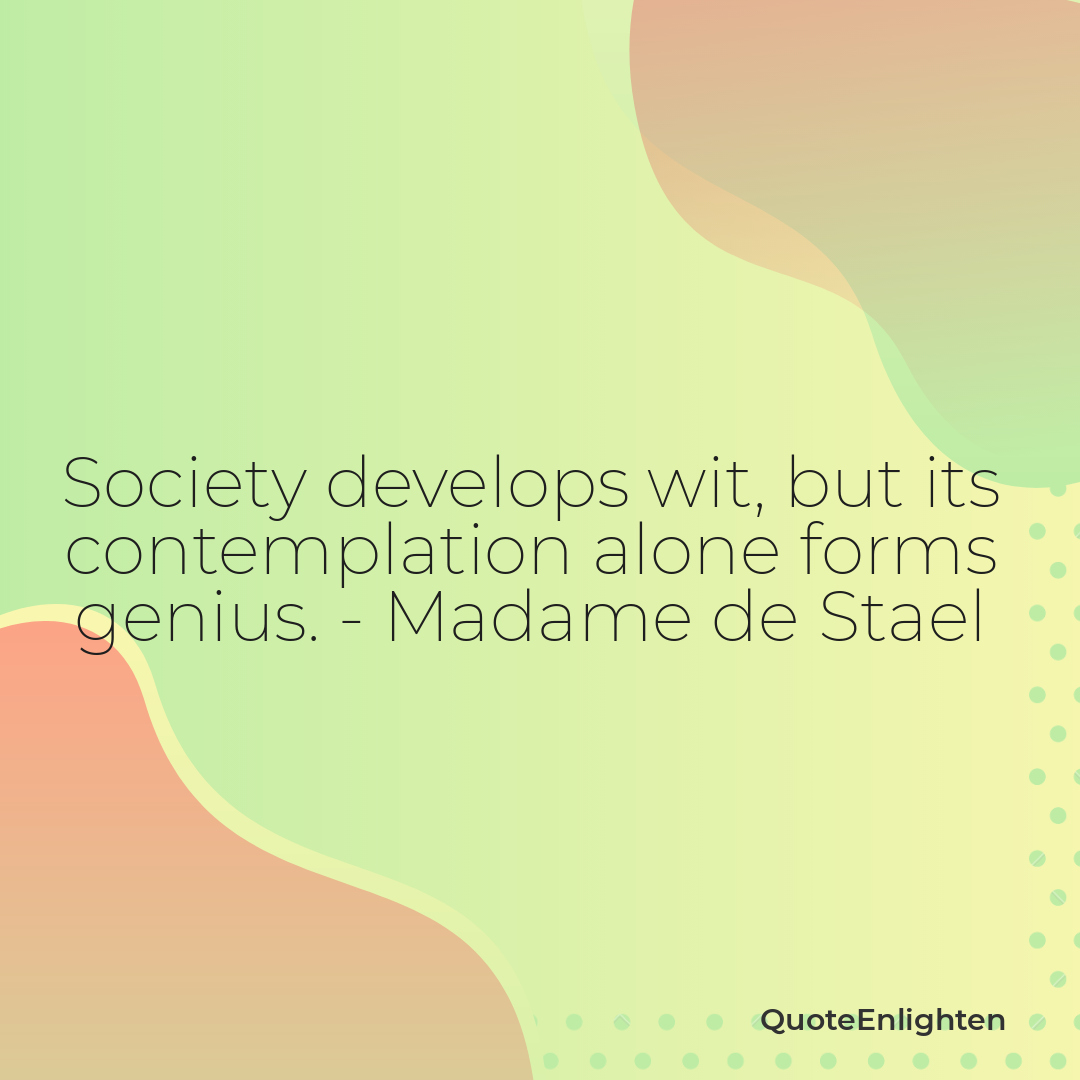 Society develops wit, but its
contemplation alone forms
genius. - Madame de Stael
QuoteEnlighten